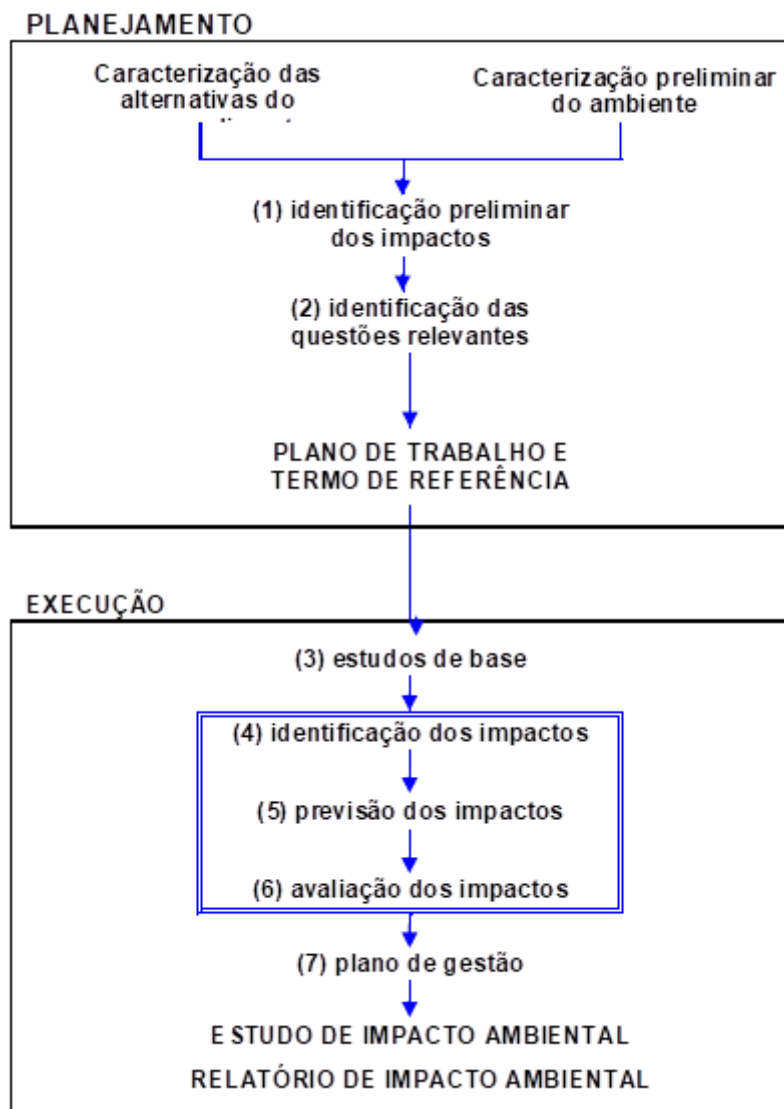 PLANEJAMENTO
Caracterização das
alternativas do
Caracterização preliminar
do ambiente
(1) identificação preliminar
dos impactos
(2) identificação das
questões relevantes
PLANO DE TRABALHO E
TERMO DE REFERÊNCIA
EXECUÇÃO
(3) estudos de base
(4) identificação dos impactos
(5) previsão dos impactos
(6) avaliação dos impactos
(7) plano de gestão
ESTUDO DE IMPACTO AMBIENTAL
RELATÓRIO DE IMPACTO AMBIENTAL